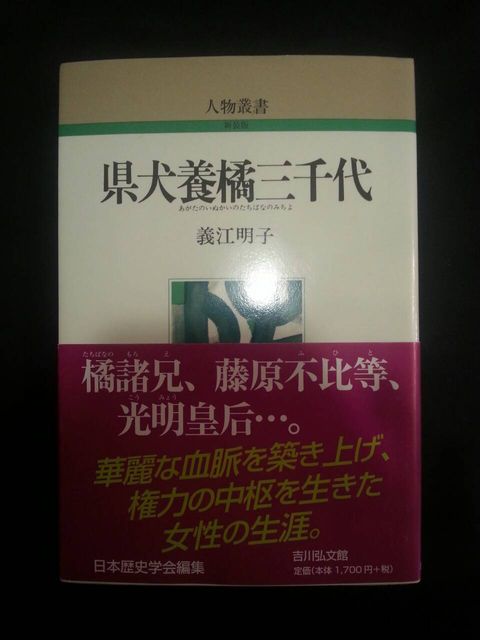 人物叢書
新装版
県犬養橘三千代
あがたのいぬかいのたちばなのみちよ
義江明子
たちばなの もろ え ふ ひ と
橘諸兄、藤原不比等、
こう みょう
光明皇后…。
華麗な血脈を築き上げ、
権力の中枢を生きた
女性の生涯。
日本歴史学会編集
吉川弘文館
定価(本体1,700円+税)